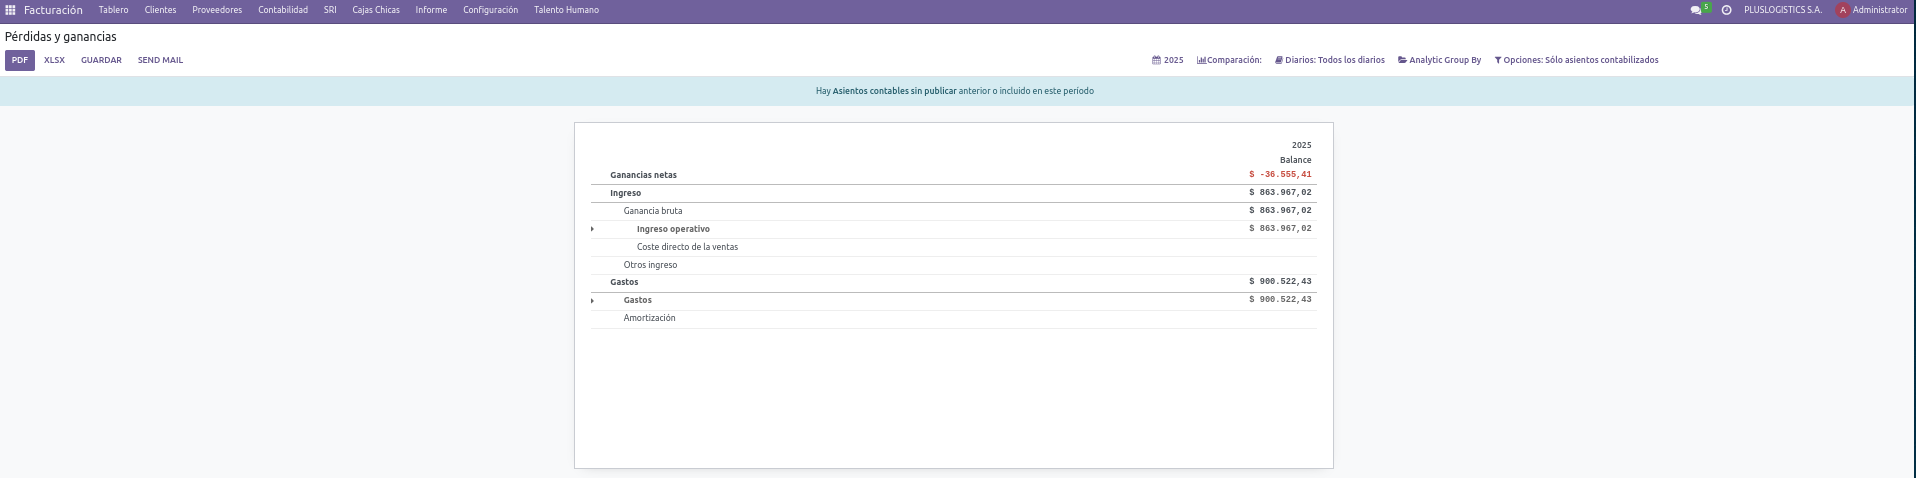 Facturación Tablero Clientes Proveedores Contabilidad SRI Cajas Chicas Informe Configuración Talento Humano 5 PLUSLOGISTICS S.A. A Administrator
Pérdidas y ganancias
PDF XLSX GUARDAR SEND MAIL 2025 Comparación: Diarios: Todos los diarios Analytic Group By Opciones: Sólo asientos contabilizados
Hay Asientos contables sin publicar anterior o incluido en este período
2025
Balance
Ganancias netas $ -36.555,41
Ingreso $ 863.967,02
Ganancia bruta $ 863.967,02
Ingreso operativo $ 863.967,02
Coste directo de la ventas
Otros ingreso
Gastos $ 900.522,43
Gastos $ 900.522,43
Amortización